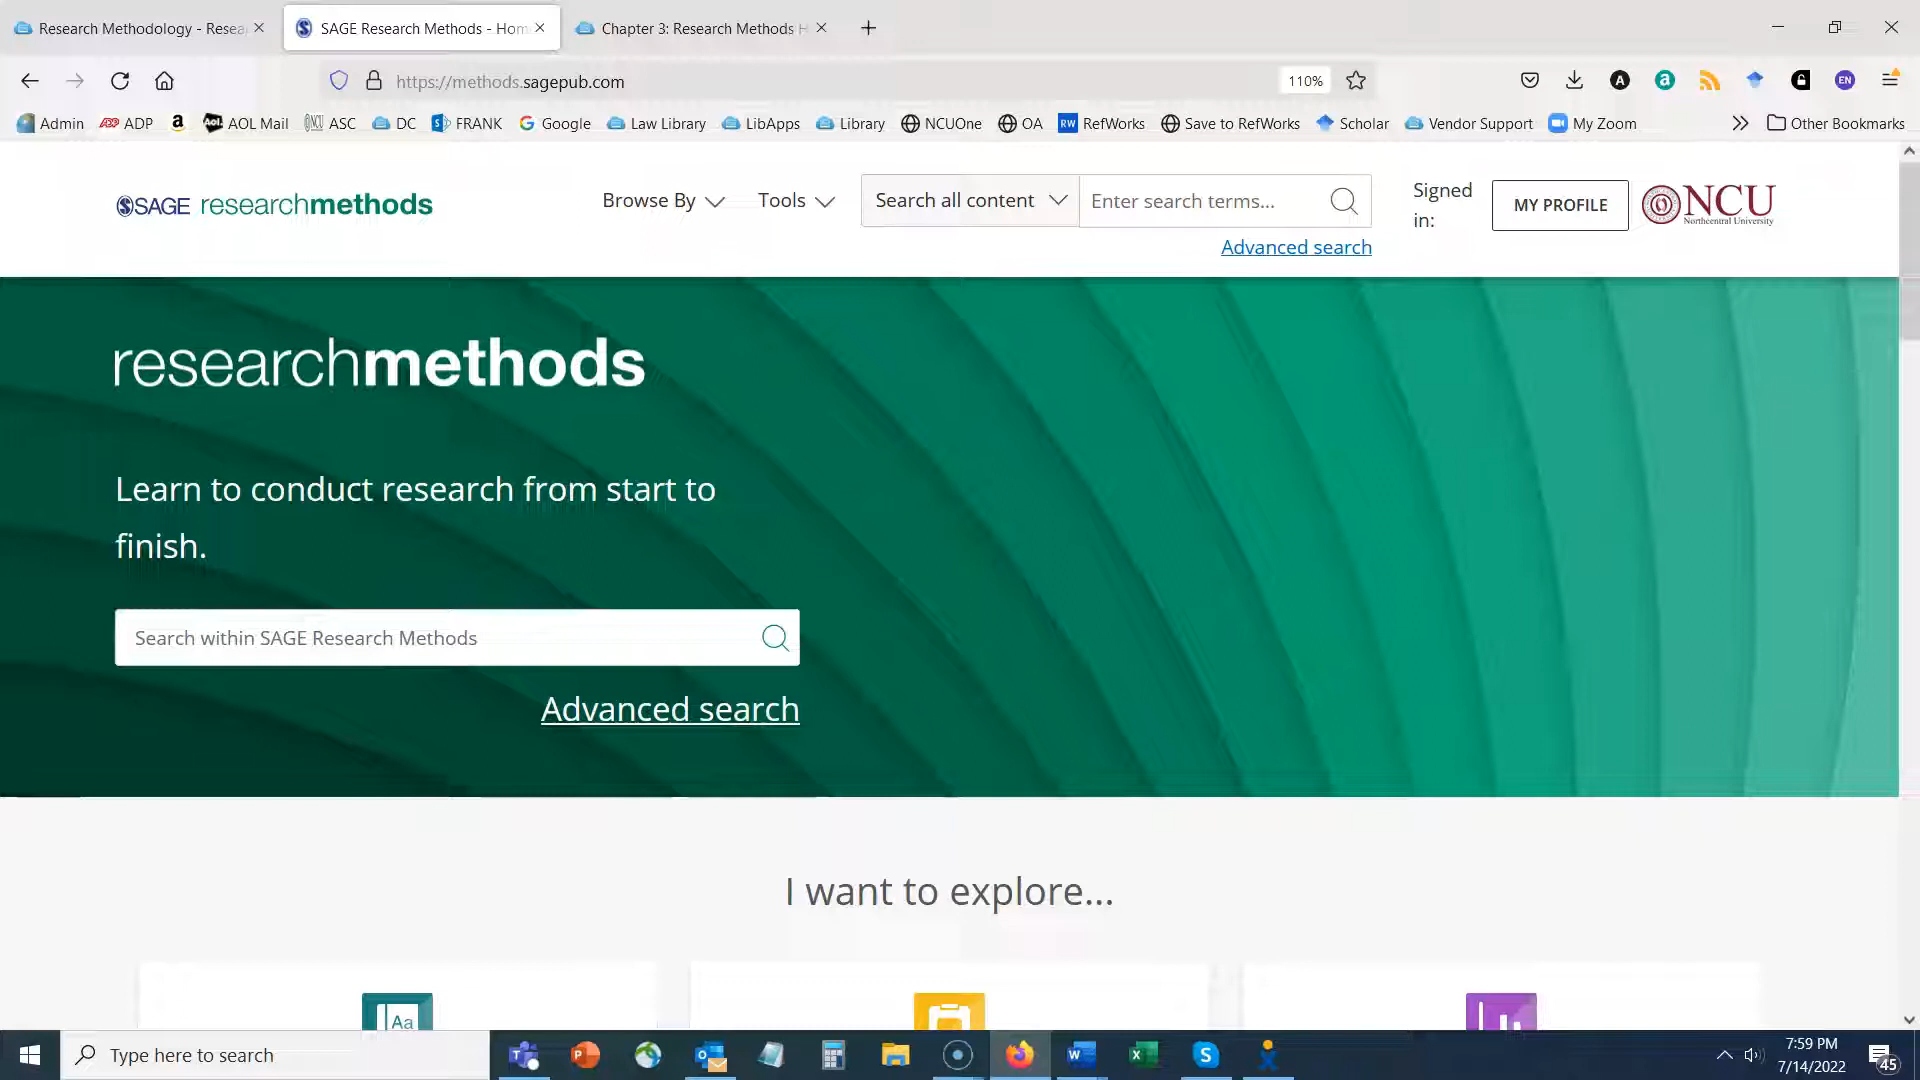 Research Methodology - Resea
SAGE Research Methods - Hom
Chapter 3: Research Methods H
https://methods.sagepub.com
110%
A
a
EN
Admin
ADP
a
Aol. AOL Mail
NCU ASC
DC
S FRANK
G Google
Law Library
LibApps
Library
NCUOne
OA
RW RefWorks
Save to RefWorks
Scholar
Vendor Support
My Zoom
Other Bookmarks
SAGE researchmethods
Browse By
Tools
Search all content
Enter search terms...
Advanced search
Signed
in:
MY PROFILE
NCU
Northcentral University
researchmethods
Learn to conduct research from start to
finish.
Search within SAGE Research Methods
Advanced search
I want to explore...
Aa
Type here to search
7:59 PM
7/14/2022
45